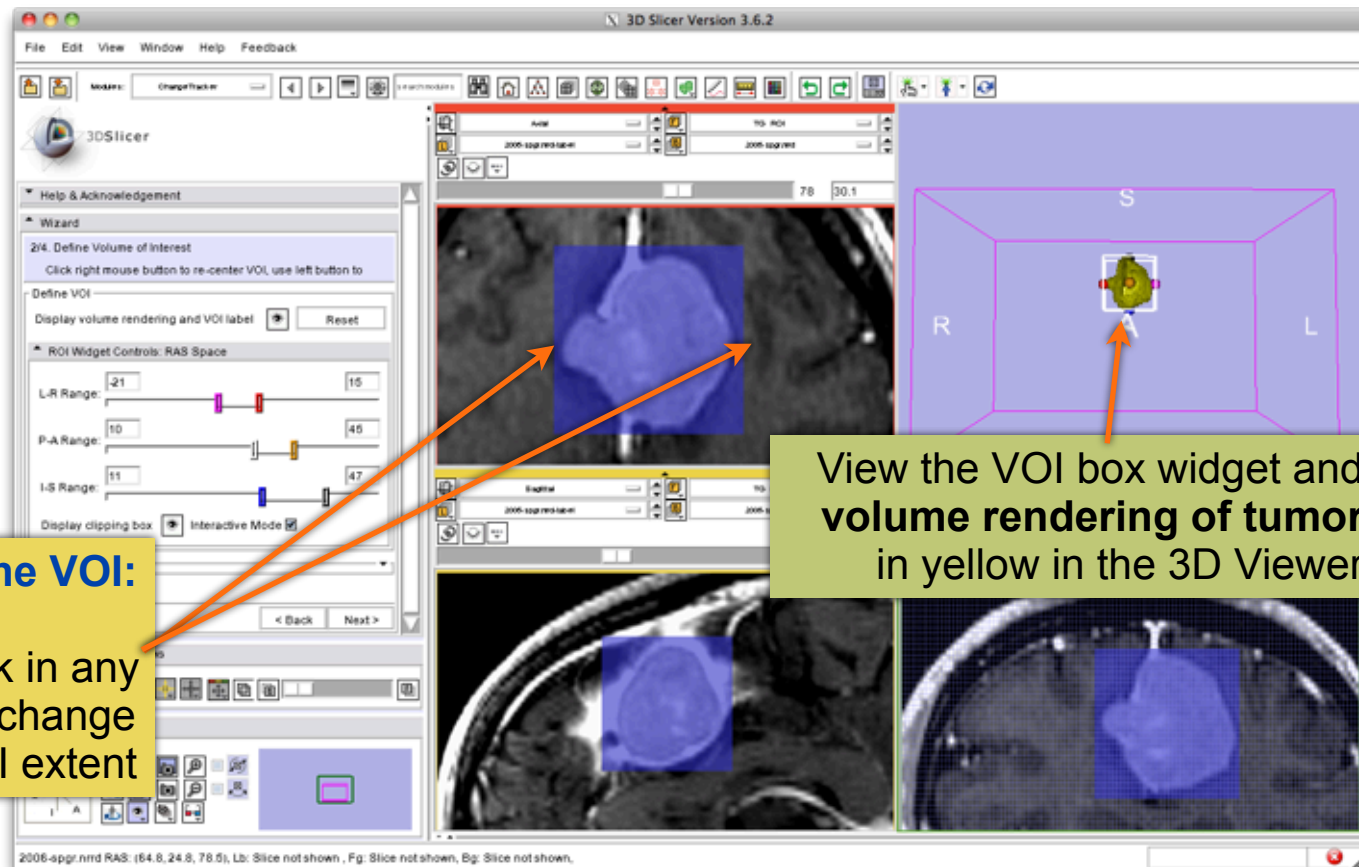 3D Slicer Version 3.6.2
File Edit View Window Help Feedback
Modules: ChangeTracker search modules
3DSlicer
Help & Acknowledgement
Wizard
2/4. Define Volume of Interest
Click right mouse button to re-center VOI, use left button to
Define VOI
Display volume rendering and VOI label Reset
ROI Widget Controls: RAS Space
L-R Range: -21 15
P-A Range: 10 45
I-S Range: 11 47
Display clipping box Interactive Mode
< Back Next >
Axial TG- ROI
78 30.1
Sagittal
S
R A L
ne VOI:
k in any
change
I extent
View the VOI box widget and
volume rendering of tumor
in yellow in the 3D Viewer
A
2006-spgr.nrrd RAS: (64.8, 24.8, 78.5), Lb: Slice not shown , Fg: Slice not shown, Bg: Slice not shown,